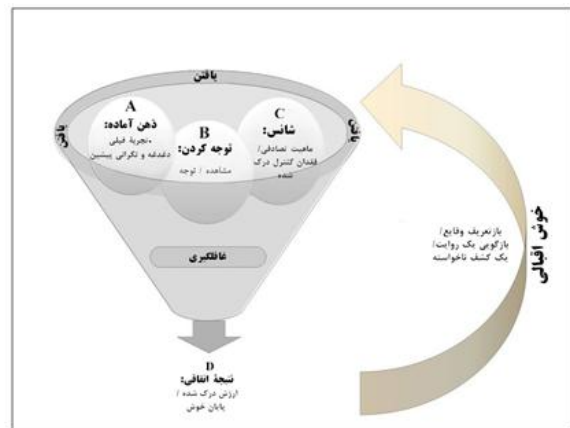 یافتن
یافتن
یافتن
A
ذهن آماده:
-تجربهٔ قبلی
دغدغه و نگرانی پیشین
B
توجه کردن:
مشاهده / توجه
C
شانس:
ماهیت تصادفی/
فقدان کنترل درک
شده
غافلگیری
D
نتیجهٔ اتفاقی:
ارزش درک شده /
پایان خوش
بازتعریف وقایع/
بازگویی یک روایت/
یک کشف ناخواسته
خوش اقبالی